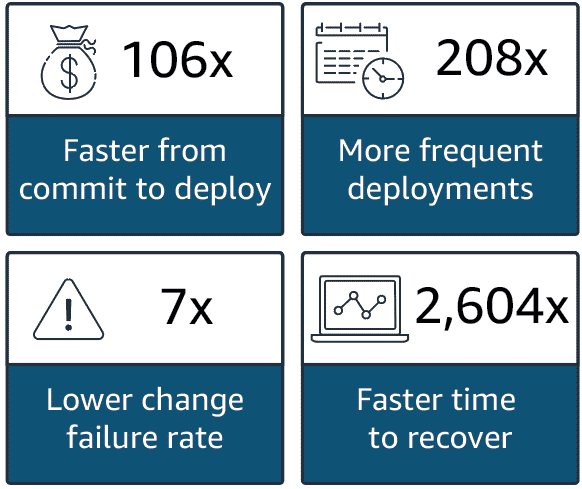 106x
Faster from
commit to deploy
208x
More frequent
deployments
7x
Lower change
failure rate
2,604x
Faster time
to recover